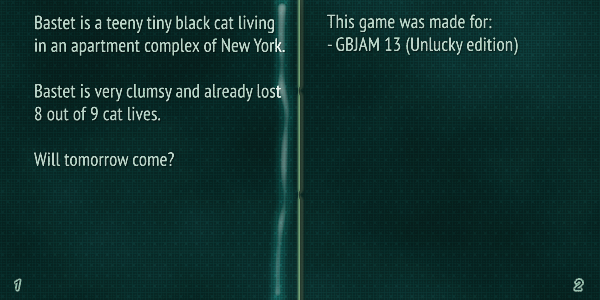 Bastet is a teeny tiny black cat living
in an apartment complex of New York.
Bastet is very clumsy and already lost
8 out of 9 cat lives.
Will tomorrow come?
1
This game was made for:
- GBJAM 13 (Unlucky edition)
2